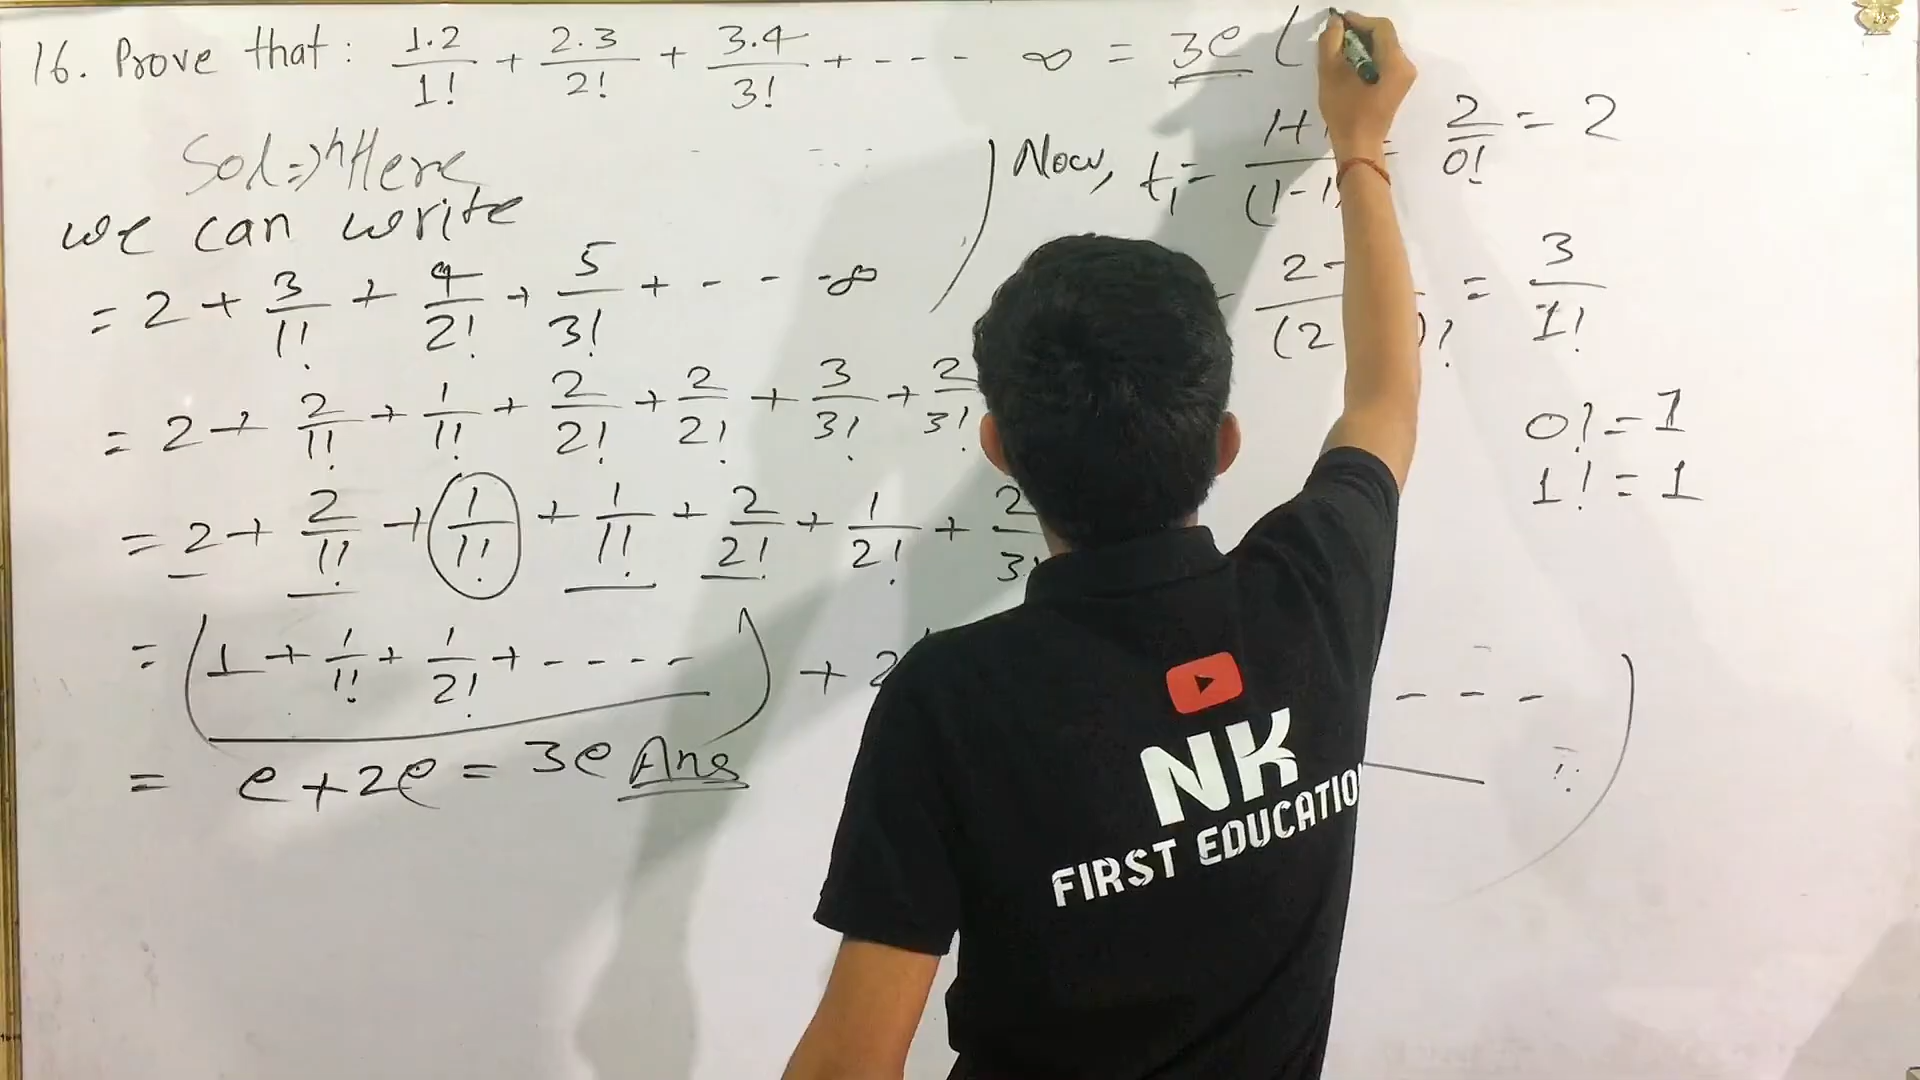 16. Prove that: 1.2/1! + 2.3/2! + 3.4/3! + - - - - ∞ = 3e (
Solⁿ => Here
we can write
= 2 + 3/1! + 4/2! + 5/3! + - - - ∞
= 2 + 2/1! + 1/1! + 2/2! + 2/2! + 3/3! + 2/3!
= 2 + 2/1! + 1/1! + 1/1! + 2/2! + 1/2! + 2/3!
= (1 + 1/1! + 1/2! + - - - - ) + 2 - - - )
= e + 2e = 3e Ans
Now, t₁ = 1+1/(1-1 = 2/0! = 2
2 /(2 )! = 3/1!
0! = 1
1! = 1
NK
FIRST EDUCATION